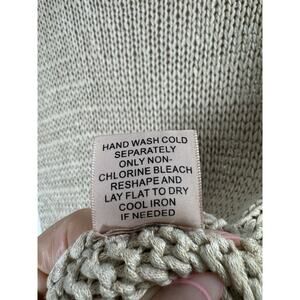 HAND WASH COLD
SEPARATELY
ONLY NON-
CHLORINE BLEACH
RESHAPE AND
LAY FLAT TO DRY
COOL IRON
IF NEEDED